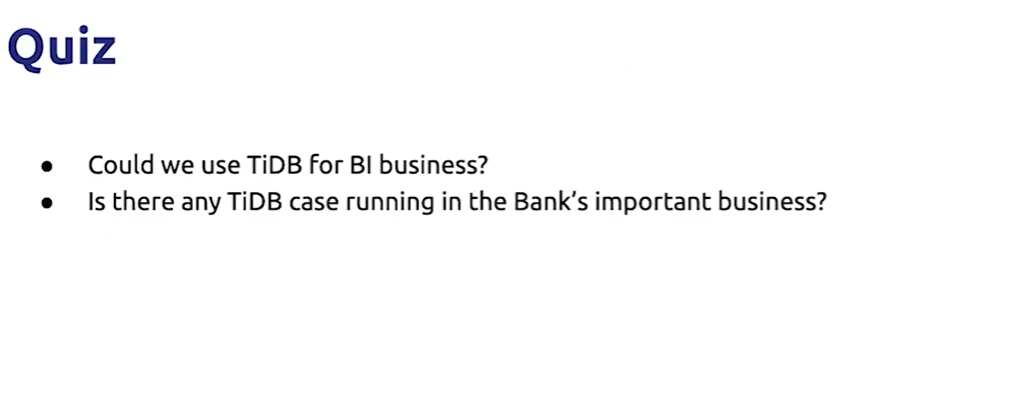 Quiz
● Could we use TiDB for BI business?
● Is there any TiDB case running in the Bank’s important business?